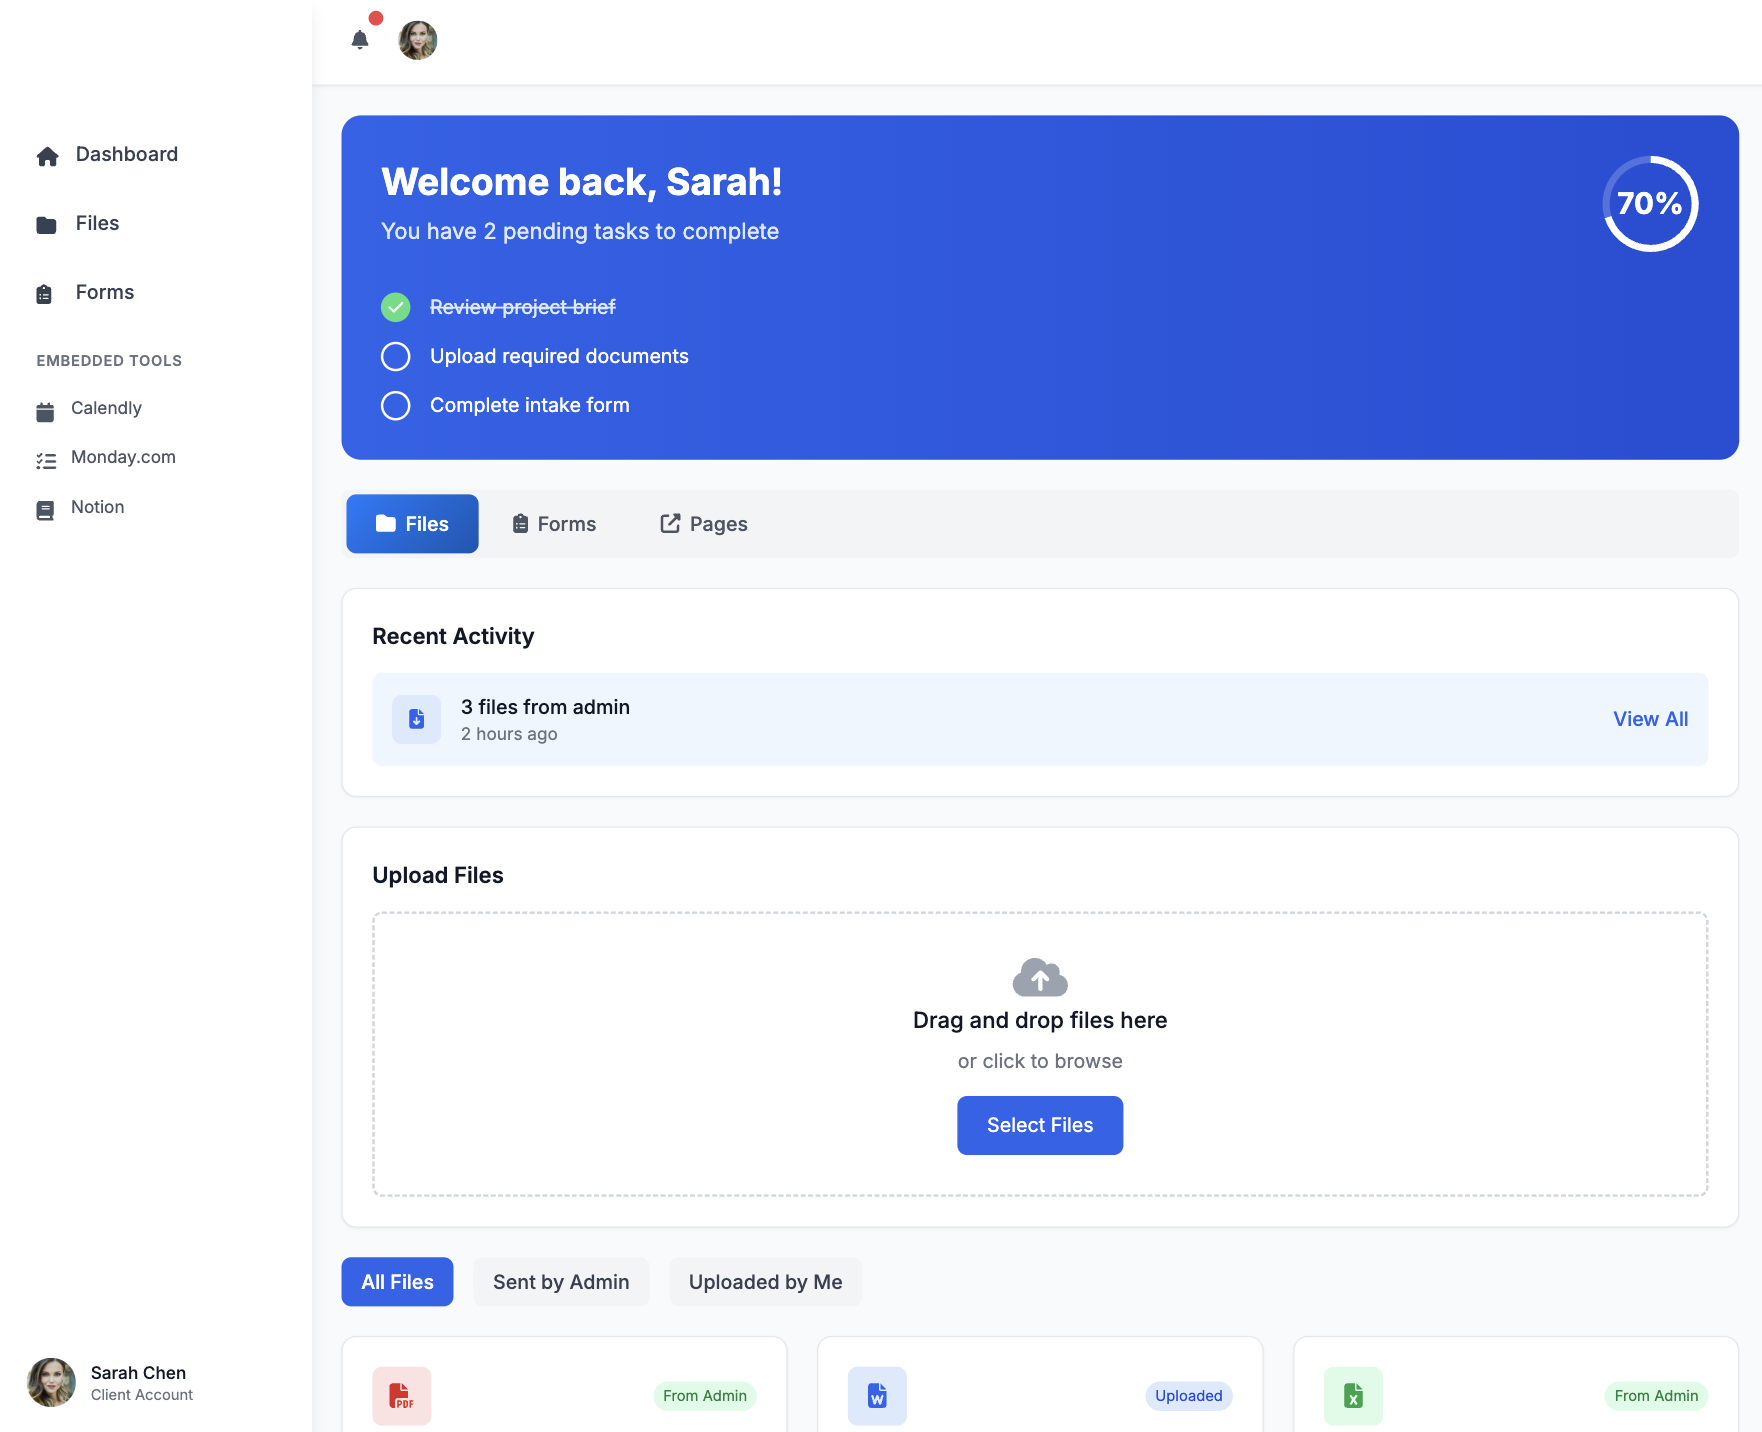 Dashboard
Files
Forms
EMBEDDED TOOLS
Calendly
Monday.com
Notion
Sarah Chen
Client Account
Welcome back, Sarah!
You have 2 pending tasks to complete
70%
Review project brief
Upload required documents
Complete intake form
Files
Forms
Pages
Recent Activity
3 files from admin
2 hours ago
View All
Upload Files
Drag and drop files here
or click to browse
Select Files
All Files
Sent by Admin
Uploaded by Me
PDF
From Admin
W
Uploaded
X
From Admin